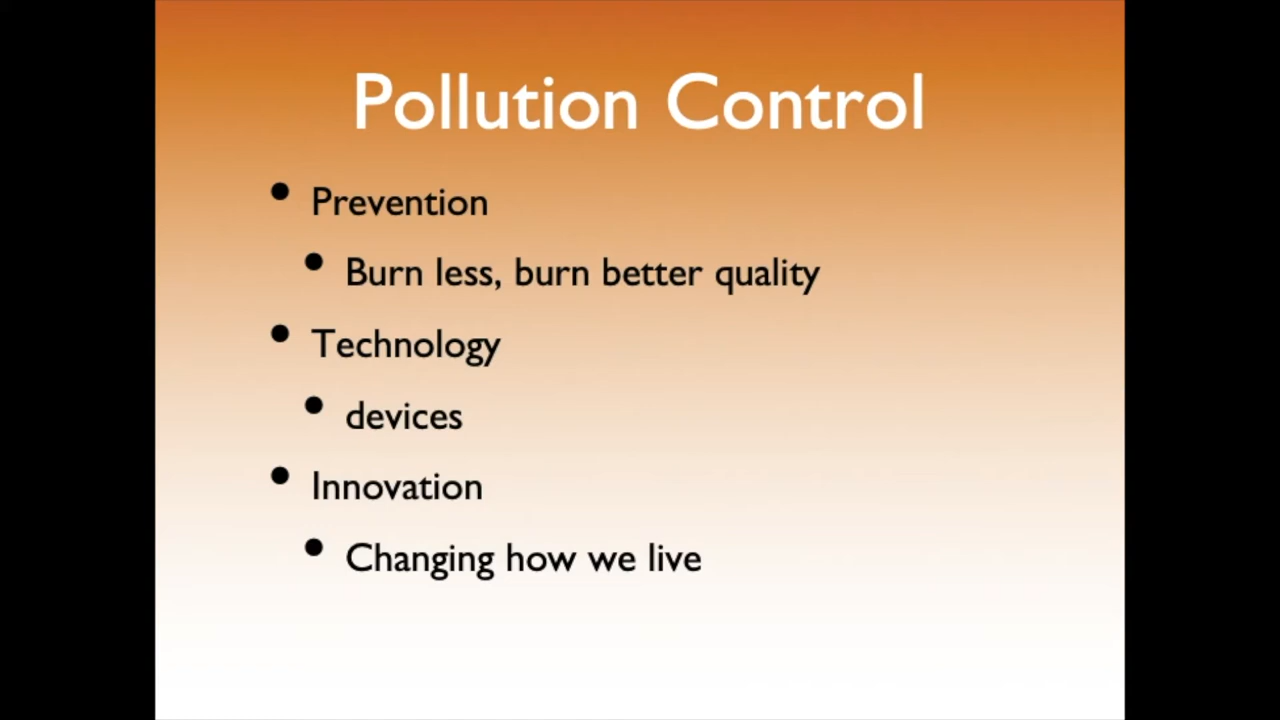 Pollution Control
• Prevention
• Burn less, burn better quality
• Technology
• devices
• Innovation
• Changing how we live